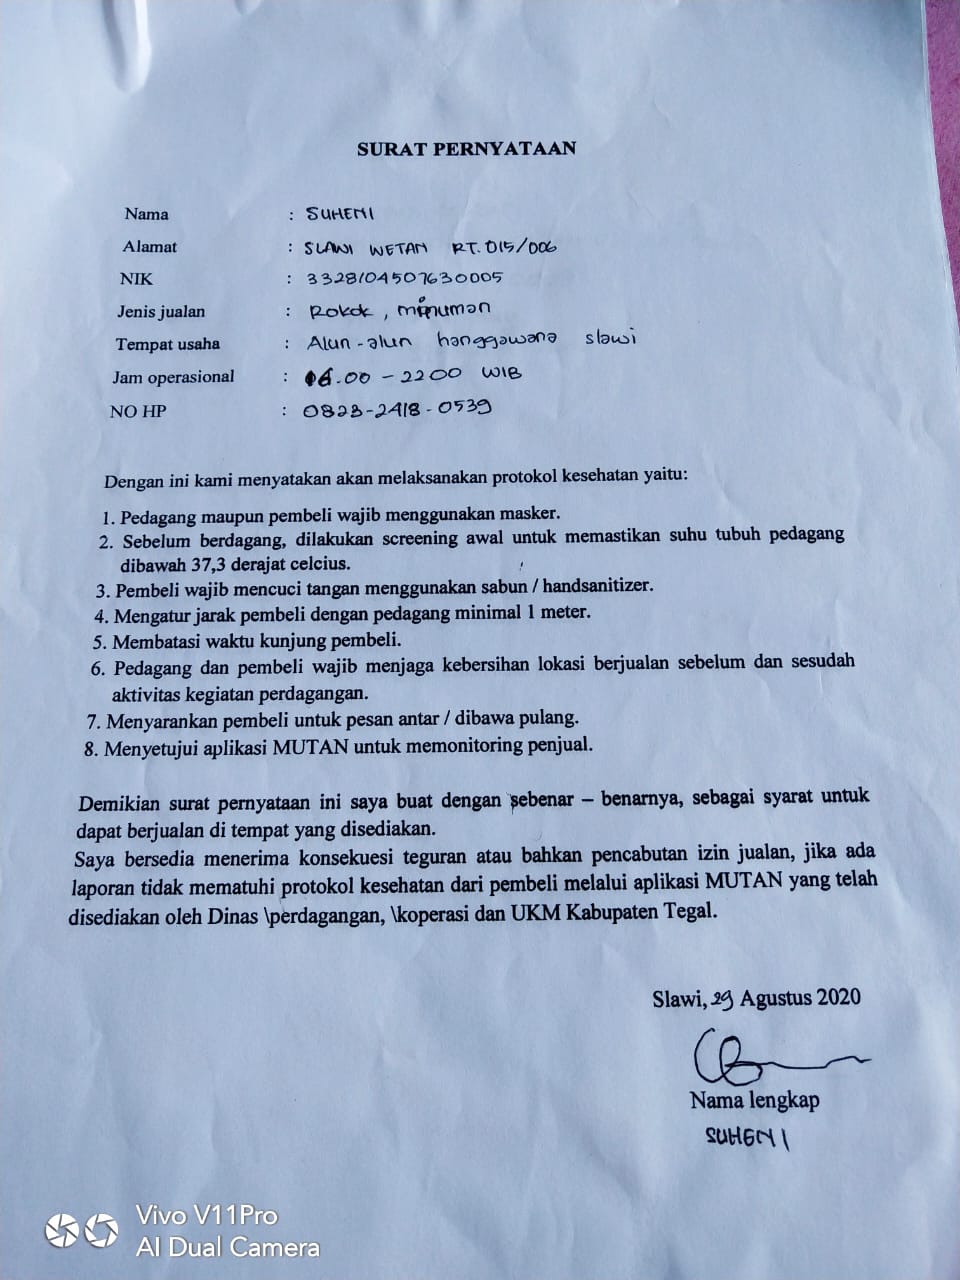 SURAT PERNYATAAN
Nama : SUHENI
Alamat : SLAWI WETAN RT. 015/006
NIK : 3328104507630005
Jenis jualan : Rokok, minuman
Tempat usaha : Alun-alun hanggawana slawi
Jam operasional : 16.00 - 2200 WIB
NO HP : 0823-2418-0539
Dengan ini kami menyatakan akan melaksanakan protokol kesehatan yaitu:
1. Pedagang maupun pembeli wajib menggunakan masker.
2. Sebelum berdagang, dilakukan screening awal untuk memastikan suhu tubuh pedagang
dibawah 37,3 derajat celcius.
3. Pembeli wajib mencuci tangan menggunakan sabun / handsanitizer.
4. Mengatur jarak pembeli dengan pedagang minimal 1 meter.
5. Membatasi waktu kunjung pembeli.
6. Pedagang dan pembeli wajib menjaga kebersihan lokasi berjualan sebelum dan sesudah
aktivitas kegiatan perdagangan.
7. Menyarankan pembeli untuk pesan antar / dibawa pulang.
8. Menyetujui aplikasi MUTAN untuk memonitoring penjual.
Demikian surat pernyataan ini saya buat dengan sebenar – benarnya, sebagai syarat untuk
dapat berjualan di tempat yang disediakan.
Saya bersedia menerima konsekuesi teguran atau bahkan pencabutan izin jualan, jika ada
laporan tidak mematuhi protokol kesehatan dari pembeli melalui aplikasi MUTAN yang telah
disediakan oleh Dinas \perdagangan, \koperasi dan UKM Kabupaten Tegal.
Slawi, 29 Agustus 2020
Nama lengkap
SUHENI
Vivo V11Pro
AI Dual Camera